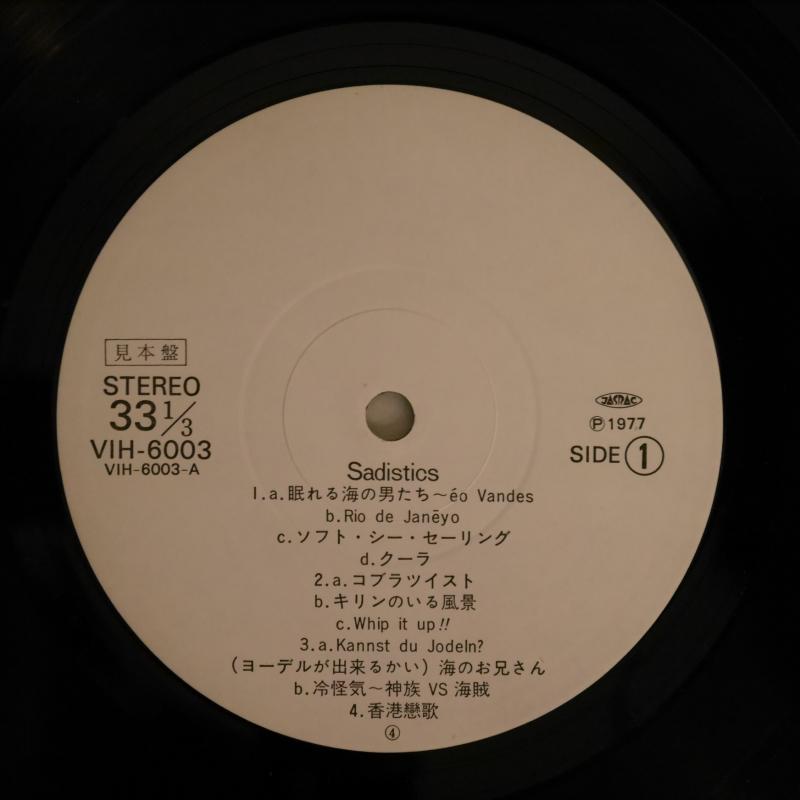 見本盤
STEREO
33 1/3
VIH-6003
VIH-6003-A
JASRAC
Ⓟ1977
SIDE 1
Sadistics
1.a.眠れる海の男たち〜éo Vandes
b.Rio de Janēyo
c.ソフト・シー・セーリング
d.クーラ
2.a.コブラツイスト
b.キリンのいる風景
c.Whip it up!!
3.a.Kannst du Jodeln?
(ヨーデルが出来るかい) 海のお兄さん
b.冷怪気〜神族 VS 海賊
4.香港戀歌
④